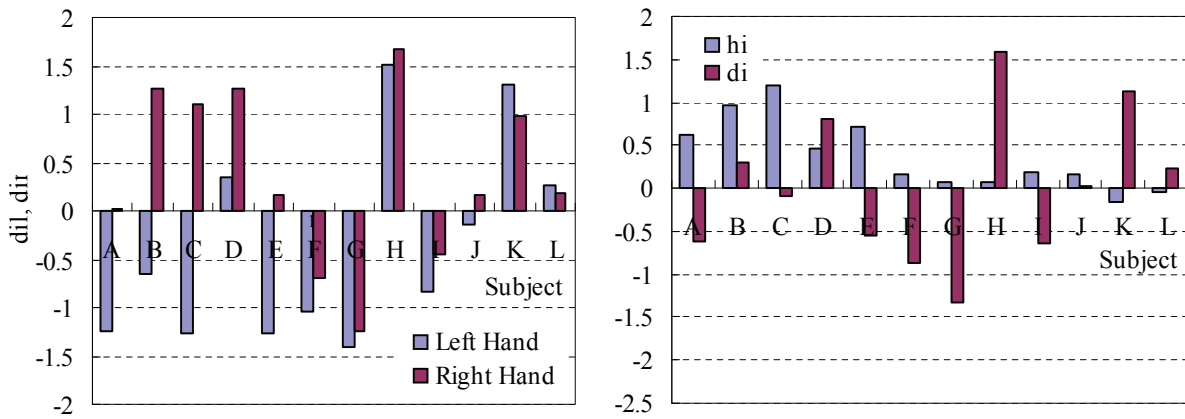 2
1.5
1
0.5
0
-0.5
-1
-1.5
-2
dil, dir
A B C D E F G H I J K L
Subject
Left Hand
Right Hand
2
1.5
1
0.5
0
-0.5
-1
-1.5
-2
-2.5
hi
di
A B C D E F G H I J K L
Subject